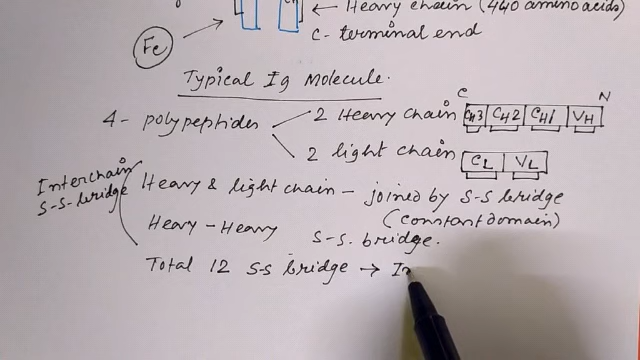 Heavy chain (440 amino acids)
Fc
C- terminal end
Typical Ig Molecule.
4- polypeptides
2 Heavy chain
C N
CH3 CH2 CH1 VH
2 light chain
CL VL
Interchain
S-S-bridge
Heavy & light chain - joined by S-S bridge
(constant domain)
Heavy - Heavy S-S. bridge.
Total 12 S-S bridge → I